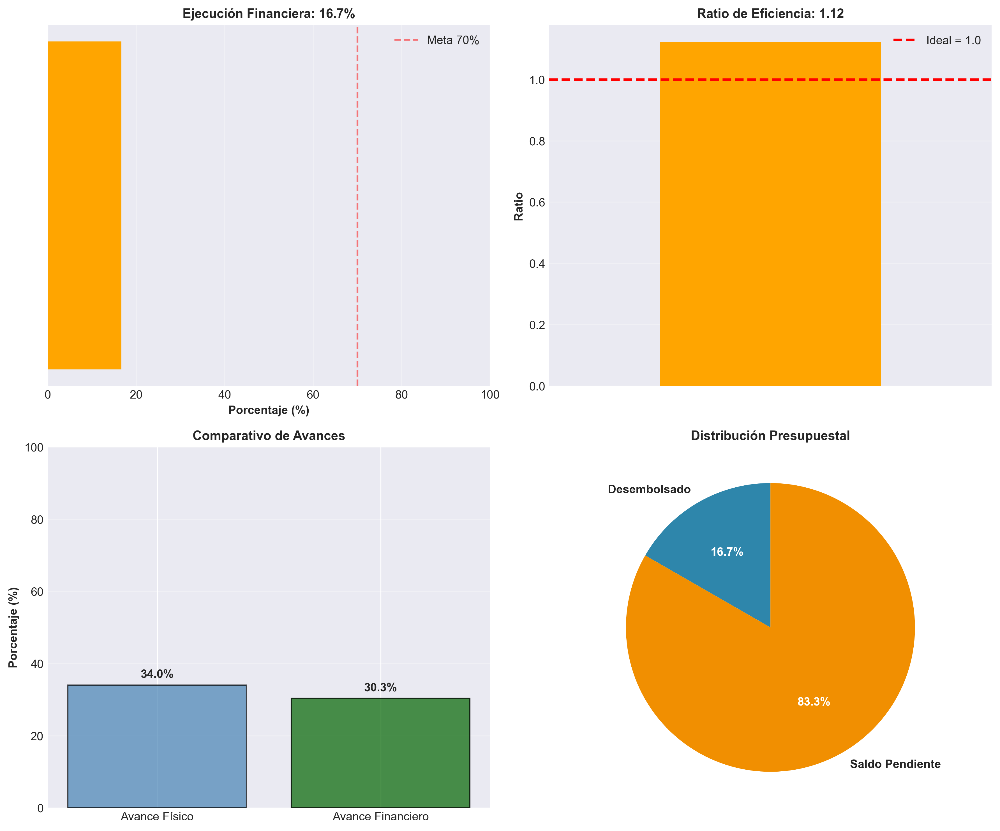 Ejecución Financiera: 16.7%
Meta 70%
0
20
40
60
80
100
Porcentaje (%)
Ratio de Eficiencia: 1.12
Ideal = 1.0
1.0
0.8
0.6
0.4
0.2
0.0
Ratio
Comparativo de Avances
100
80
60
40
20
0
Porcentaje (%)
34.0%
30.3%
Avance Físico
Avance Financiero
Distribución Presupuestal
Desembolsado
16.7%
83.3%
Saldo Pendiente